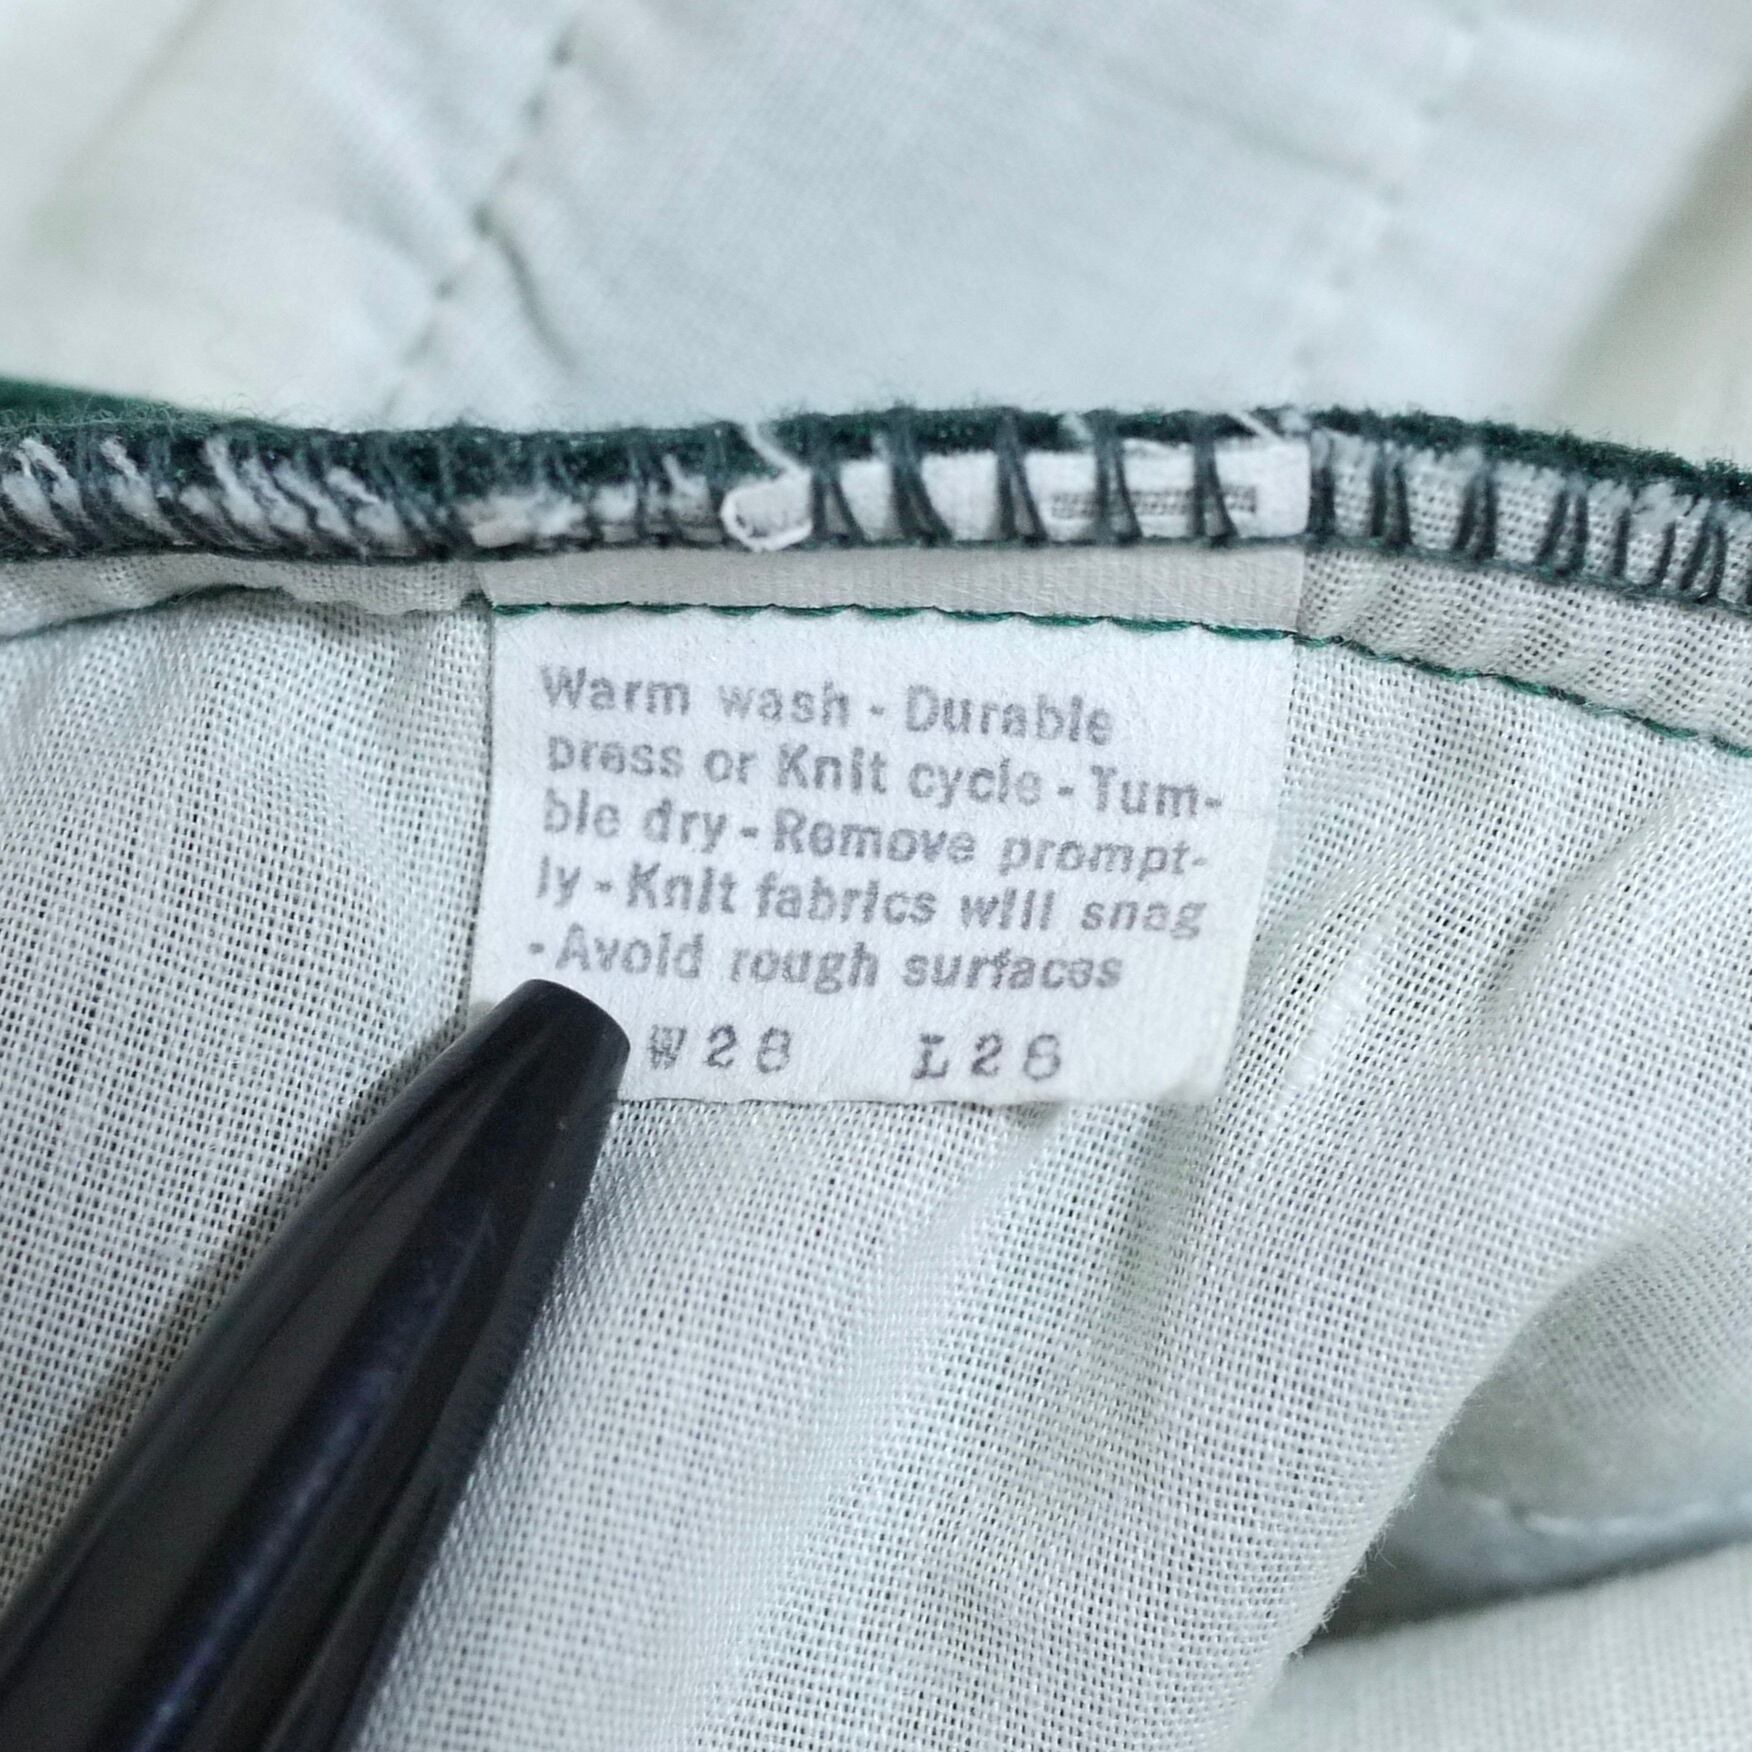 Warm wash - Durable
press or Knit cycle - Tum-
ble dry - Remove prompt-
ly - Knit fabrics will snag
- Avoid rough surfaces
W28 L28